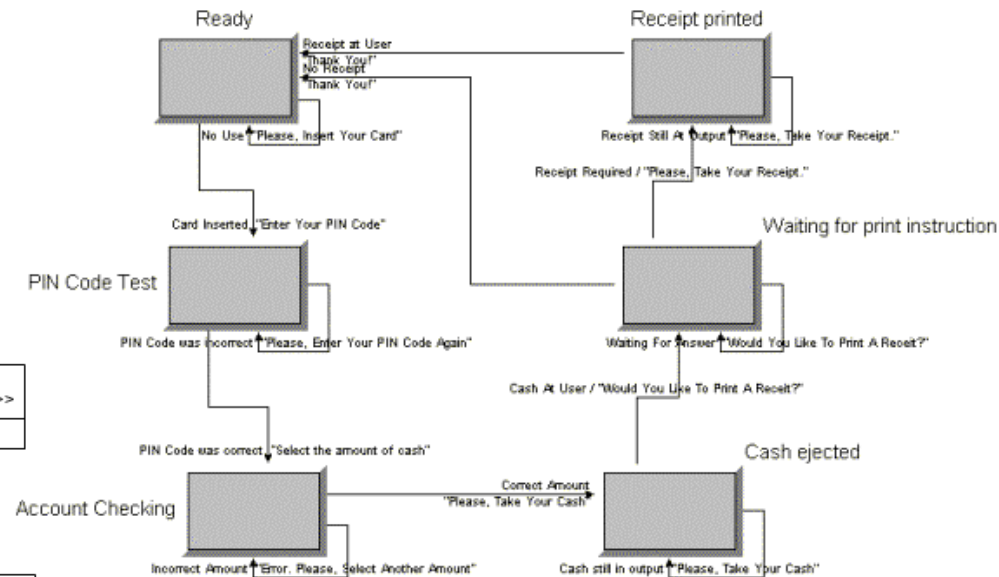 Ready
Receipt printed
Receipt at User
"Thank You!"
No Receipt
"Thank You!"
No Use "Please, Insert Your Card"
Receipt Still At Output "Please, Take Your Receipt."
Receipt Required / "Please, Take Your Receipt."
Card Inserted "Enter Your PIN Code"
Waiting for print instruction
PIN Code Test
PIN Code was incorrect "Please, Enter Your PIN Code Again"
Waiting For Answer "Would You Like To Print A Receit?"
>>
Cash At User / "Would You Like To Print A Receit?"
PIN Code was correct "Select the amount of cash"
Cash ejected
Account Checking
Correct Amount
"Please, Take Your Cash"
Incorrect Amount "Error. Please, Select Another Amount"
Cash still in output "Please, Take Your Cash"